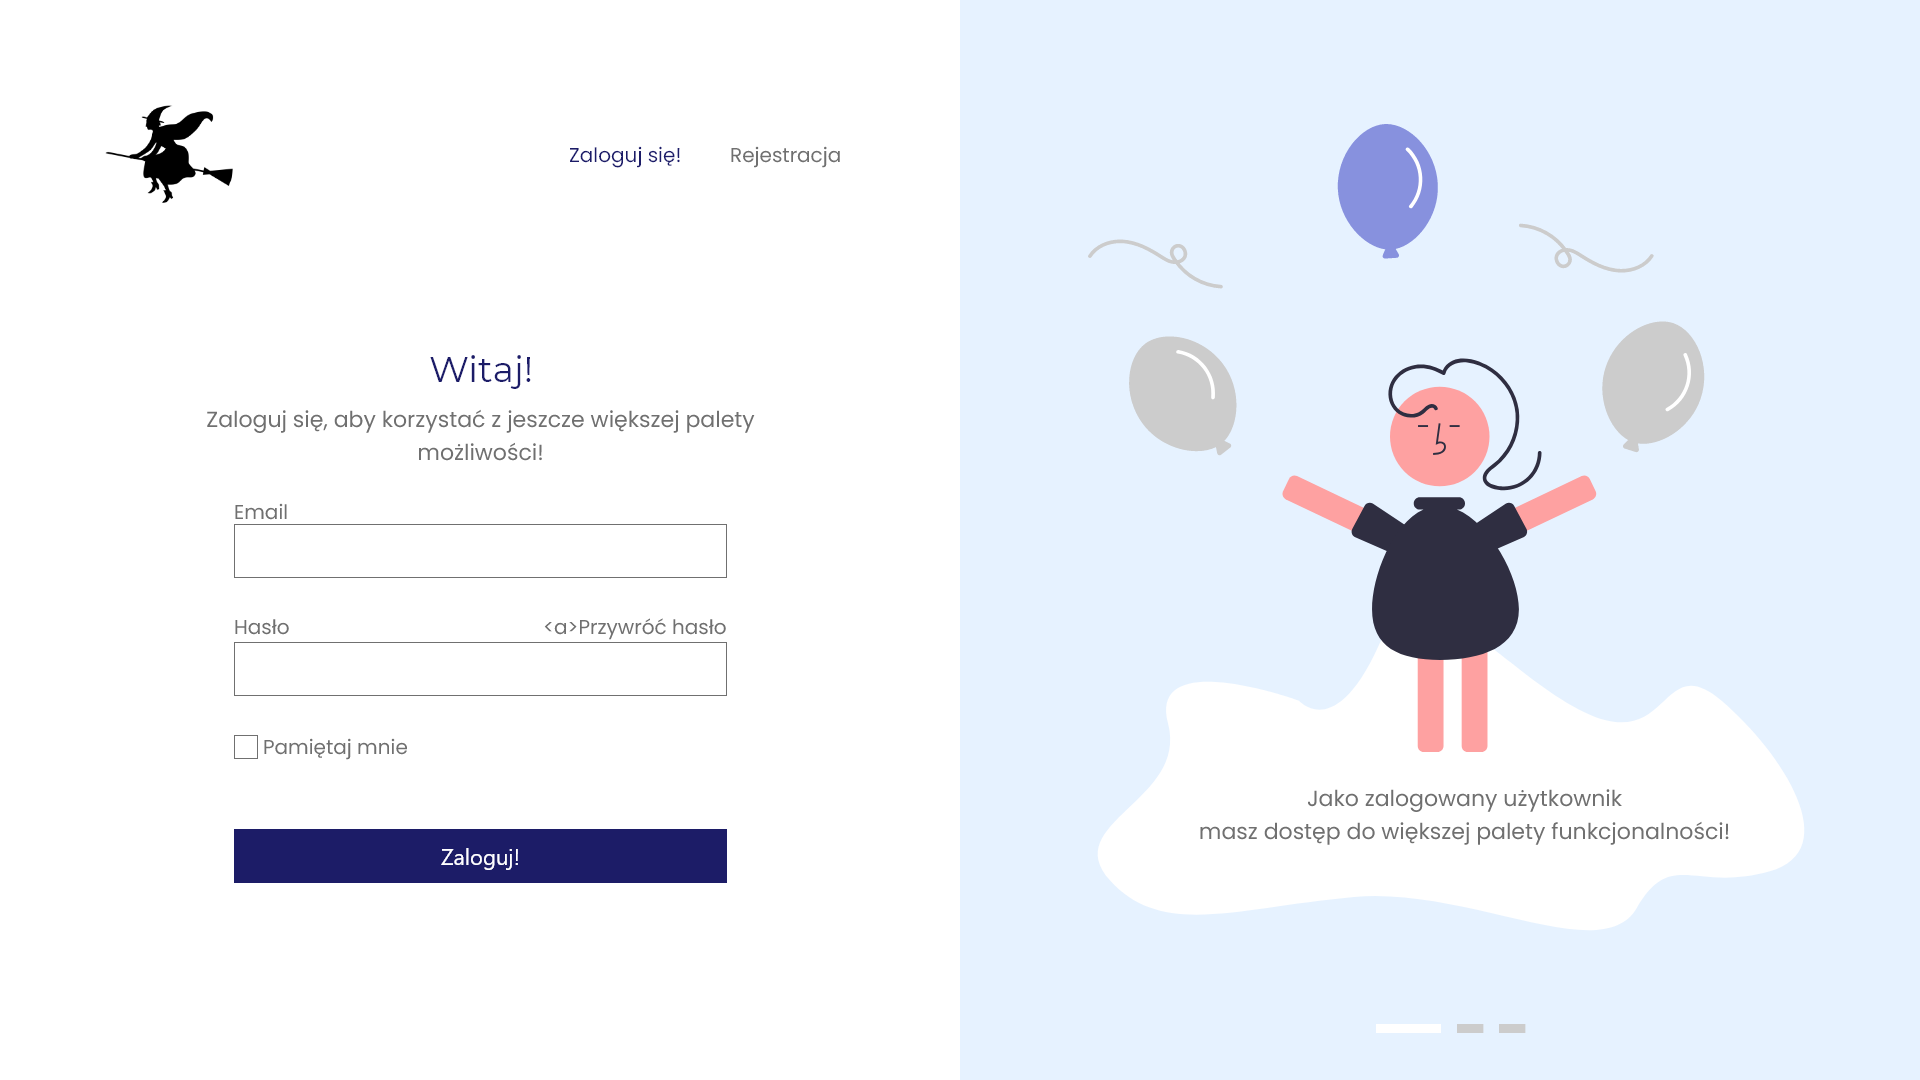 Zaloguj się!
Rejestracja
Witaj!
Zaloguj się, aby korzystać z jeszcze większej palety
możliwości!
Email
Hasło
<a>Przywróć hasło
Pamiętaj mnie
Zaloguj!
Jako zalogowany użytkownik
masz dostęp do większej palety funkcjonalności!